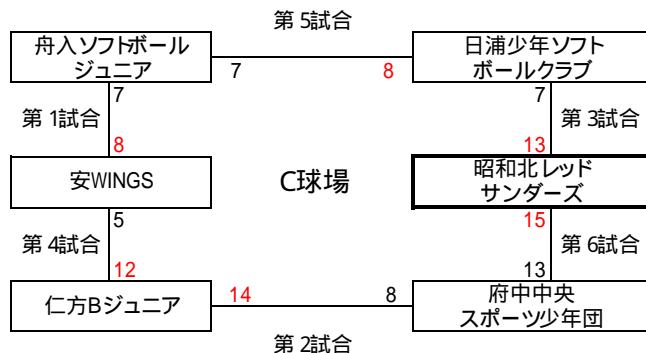 第5試合
舟入ソフトボール
ジュニア
7
8
日浦少年ソフト
ボールクラブ
7
7
第1試合
第3試合
8
13
安WINGS
C球場
昭和北レッド
サンダーズ
5
15
第4試合
第6試合
12
13
仁方Bジュニア
14
8
府中中央
スポーツ少年団
第2試合